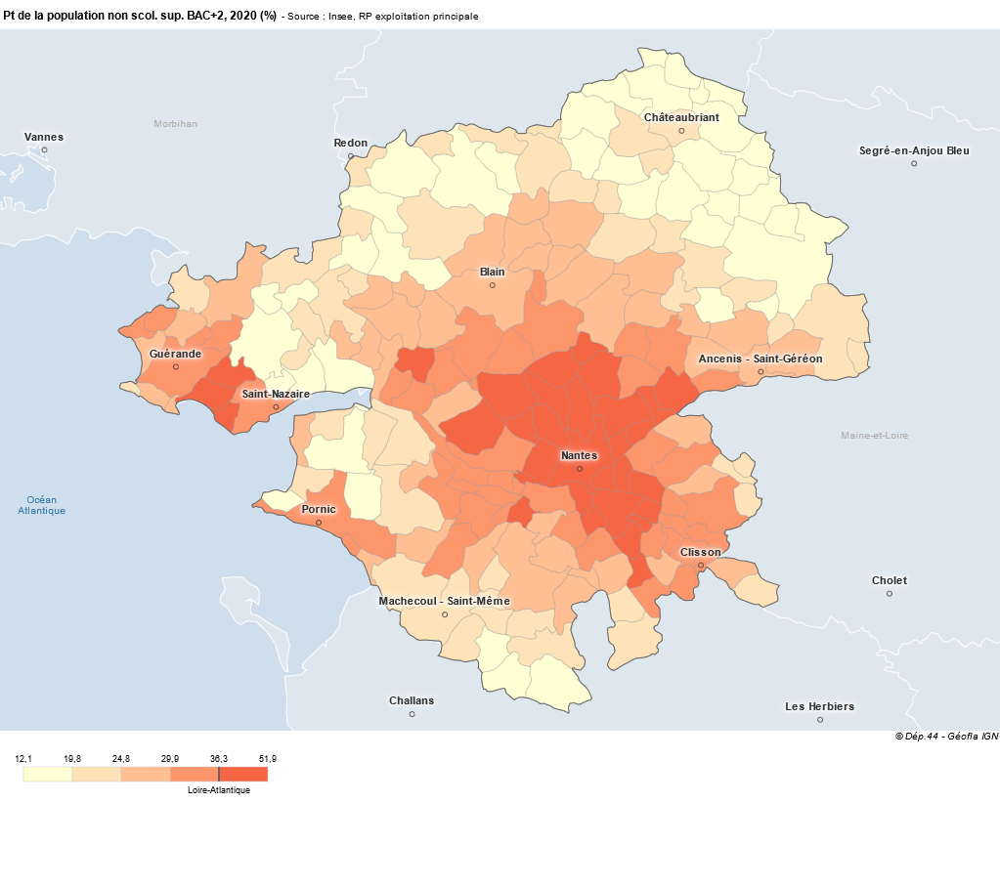 Pt de la population non scol. sup. BAC+2, 2020 (%) - Source : Insee, RP exploitation principale
Châteaubriant
Morbihan
Vannes
Redon
Segré-en-Anjou Bleu
Blain
Guérande
Ancenis - Saint-Géréon
Saint-Nazaire
Maine-et-Loire
Nantes
Océan
Atlantique
Pornic
Clisson
Cholet
Machecoul - Saint-Même
Challans
Les Herbiers
© Dép.44 - Géofla IGN
12,1 19,8 24,8 29,9 36,3 51,9
Loire-Atlantique